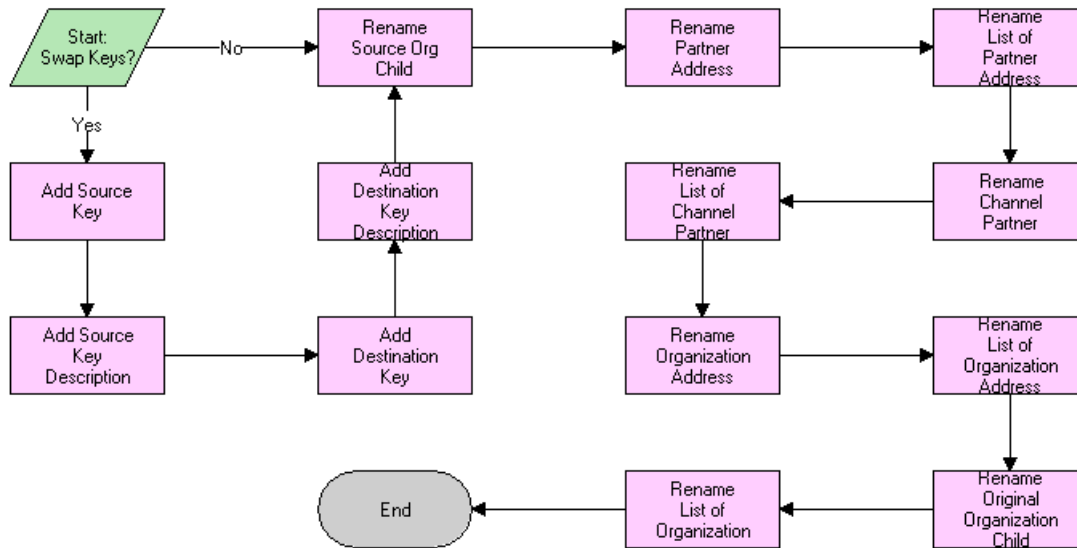 Start:
Swap Keys?
No
Rename
Source Org
Child
Rename
Partner
Address
Rename
List of
Partner
Address
Yes
Add Source
Key
Add
Destination
Key
Description
Rename
List of
Channel
Partner
Rename
Channel
Partner
Add Source
Key
Description
Add
Destination
Key
Rename
Organization
Address
Rename
List of
Organization
Address
End
Rename
List of
Organization
Rename
Original
Organization
Child